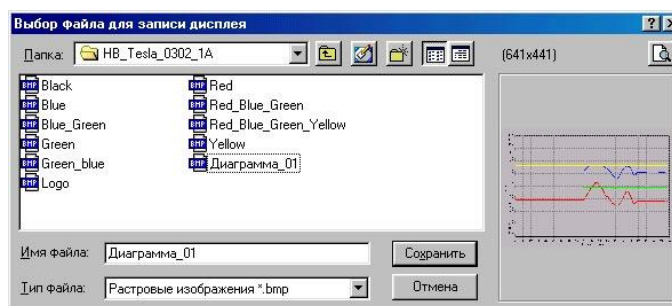 Выбор файла для записи дисплея
Папка: HB_Tesla_0302_1A (641x441)
Black Red
Blue Red_Blue_Green
Blue_Green Red_Blue_Green_Yellow
Green Yellow
Green_blue Диаграмма_01
Logo
Имя файла: Диаграмма_01 Сохранить
Тип файла: Растровые изображения *.bmp Отмена